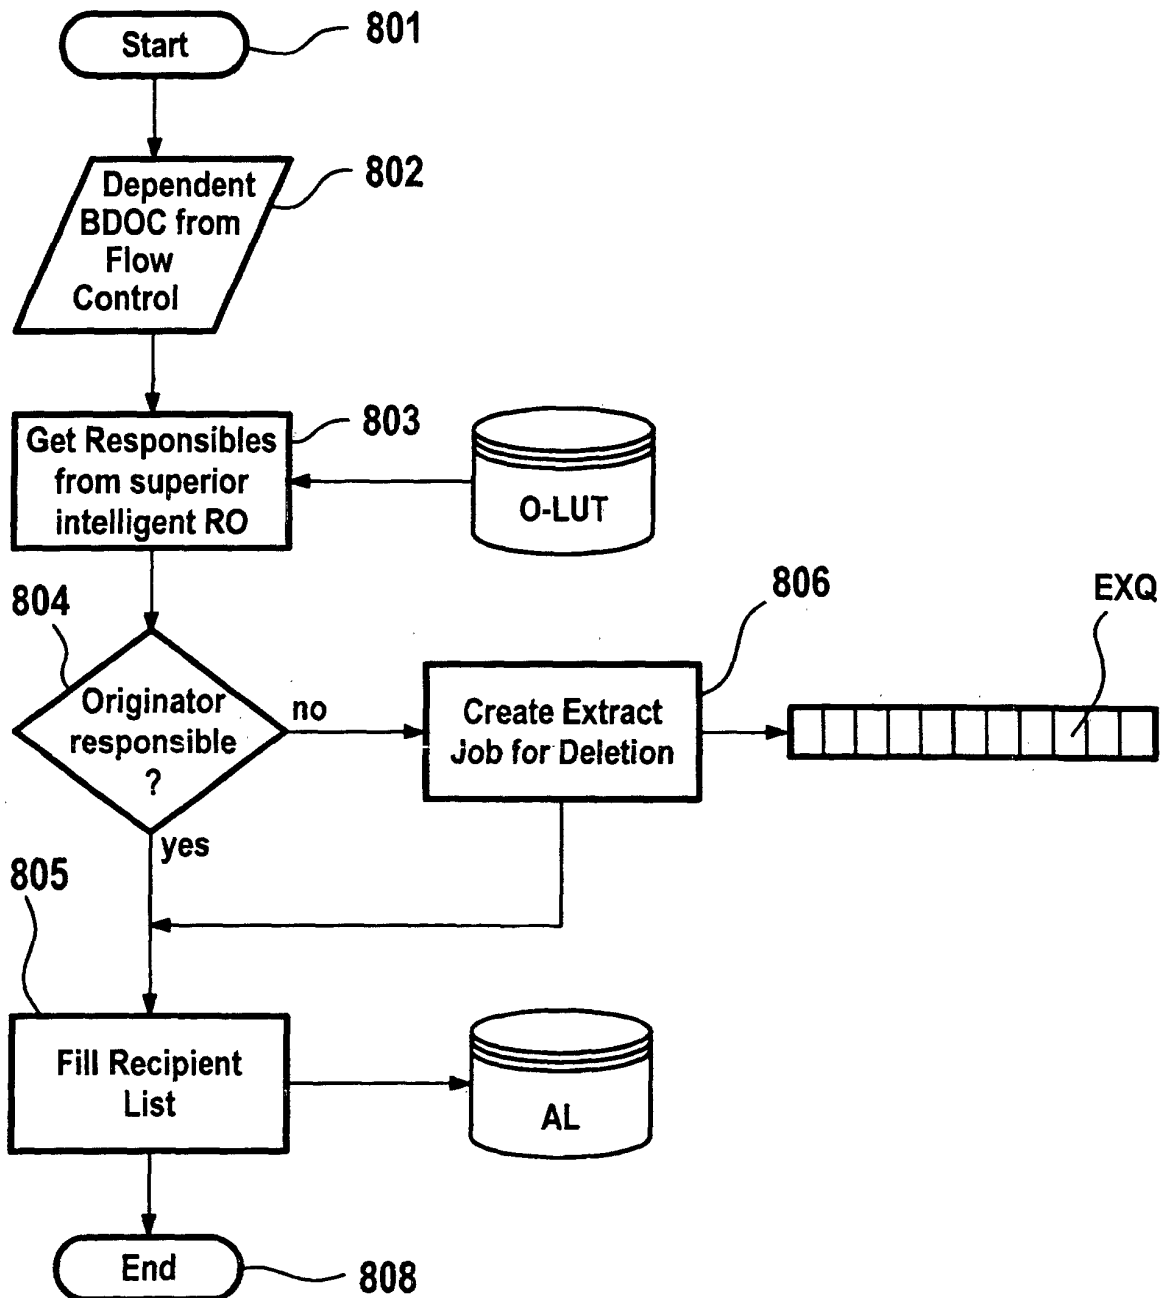 Start
801
Dependent
BDOC from
Flow
Control
802
Get Responsibles
from superior
intelligent RO
803
O-LUT
804
Originator
responsible
?
no
yes
806
Create Extract
Job for Deletion
EXQ
805
Fill Recipient
List
AL
End
808